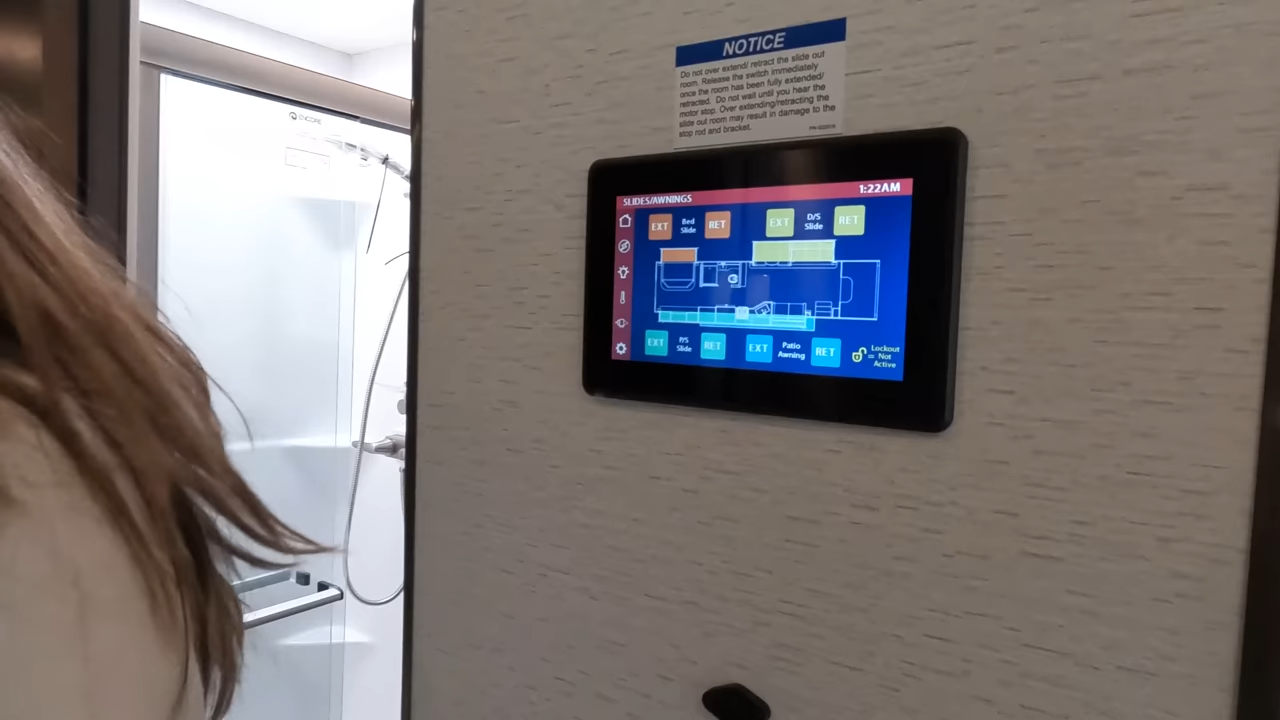 ENCORE
NOTICE
Do not over extend/ retract the slide out
room. Release the switch immediately
once the room has been fully extended/
retracted. Do not wait until you hear the
motor stop. Over extending/retracting the
slide out room may result in damage to the
stop rod and bracket.
SLIDES/AWNINGS
1:22AM
EXT
Bed
Slide
RET
EXT
D/S
Slide
RET
EXT
P/S
Slide
RET
EXT
Patio
Awning
RET
Lockout
= Not
Active